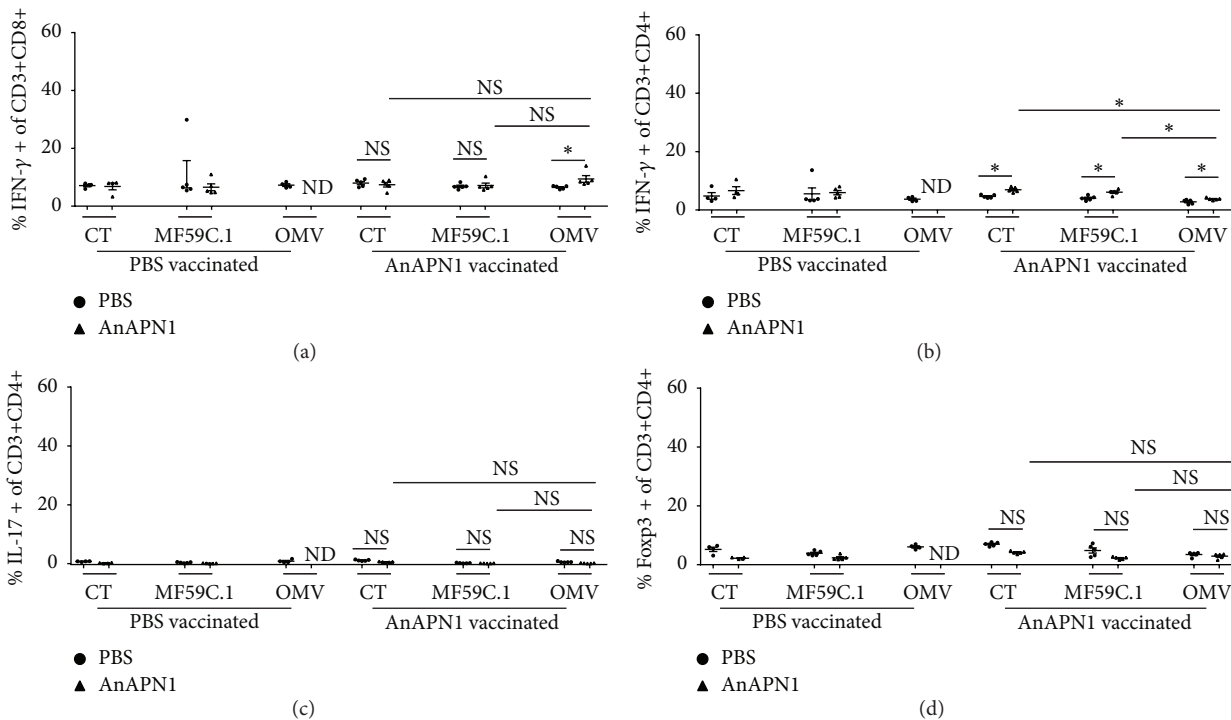 % IFN-γ + of CD3+CD8+
60
40
20
0
NS
NS
NS
NS
*
ND
CT
MF59C.1
OMV
CT
MF59C.1
OMV
PBS vaccinated
AnAPN1 vaccinated
PBS
AnAPN1
(a)
% IFN-γ + of CD3+CD4+
60
40
20
0
*
*
*
*
*
ND
CT
MF59C.1
OMV
CT
MF59C.1
OMV
PBS vaccinated
AnAPN1 vaccinated
PBS
AnAPN1
(b)
% IL-17 + of CD3+CD4+
60
40
20
0
NS
NS
NS
NS
NS
ND
CT
MF59C.1
OMV
CT
MF59C.1
OMV
PBS vaccinated
AnAPN1 vaccinated
PBS
AnAPN1
(c)
% Foxp3 + of CD3+CD4+
60
40
20
0
NS
NS
NS
NS
NS
ND
CT
MF59C.1
OMV
CT
MF59C.1
OMV
PBS vaccinated
AnAPN1 vaccinated
PBS
AnAPN1
(d)